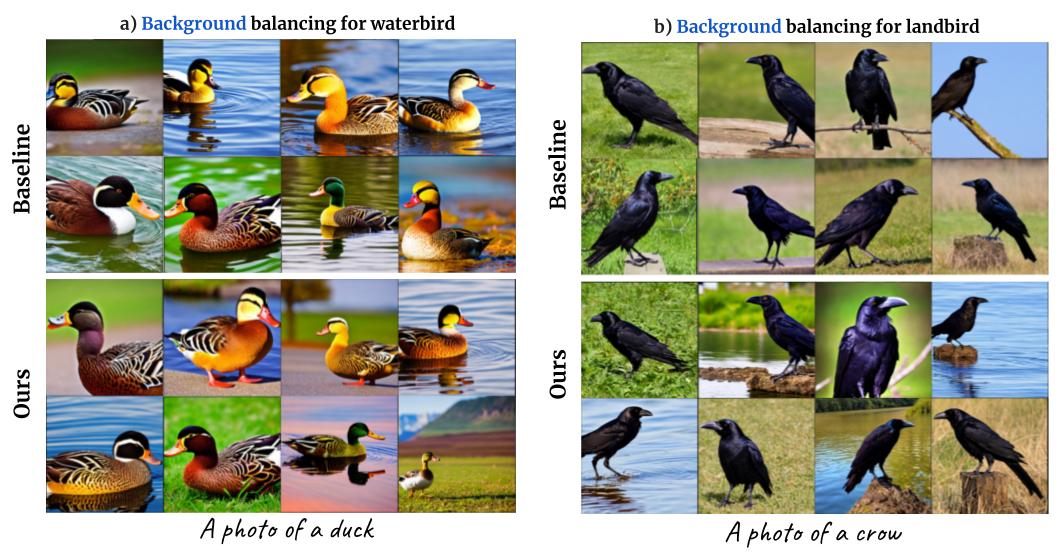 a) Background balancing for waterbird
Baseline
Ours
A photo of a duck
b) Background balancing for landbird
Baseline
Ours
A photo of a crow